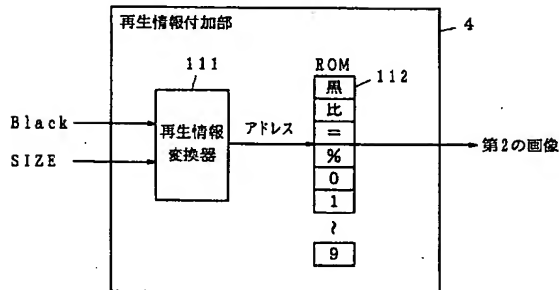 再生情報付加部
4
111
ROM
112
Black
SIZE
再生情報
変換器
アドレス
黒
比
=
%
0
1
~
9
第2の画像